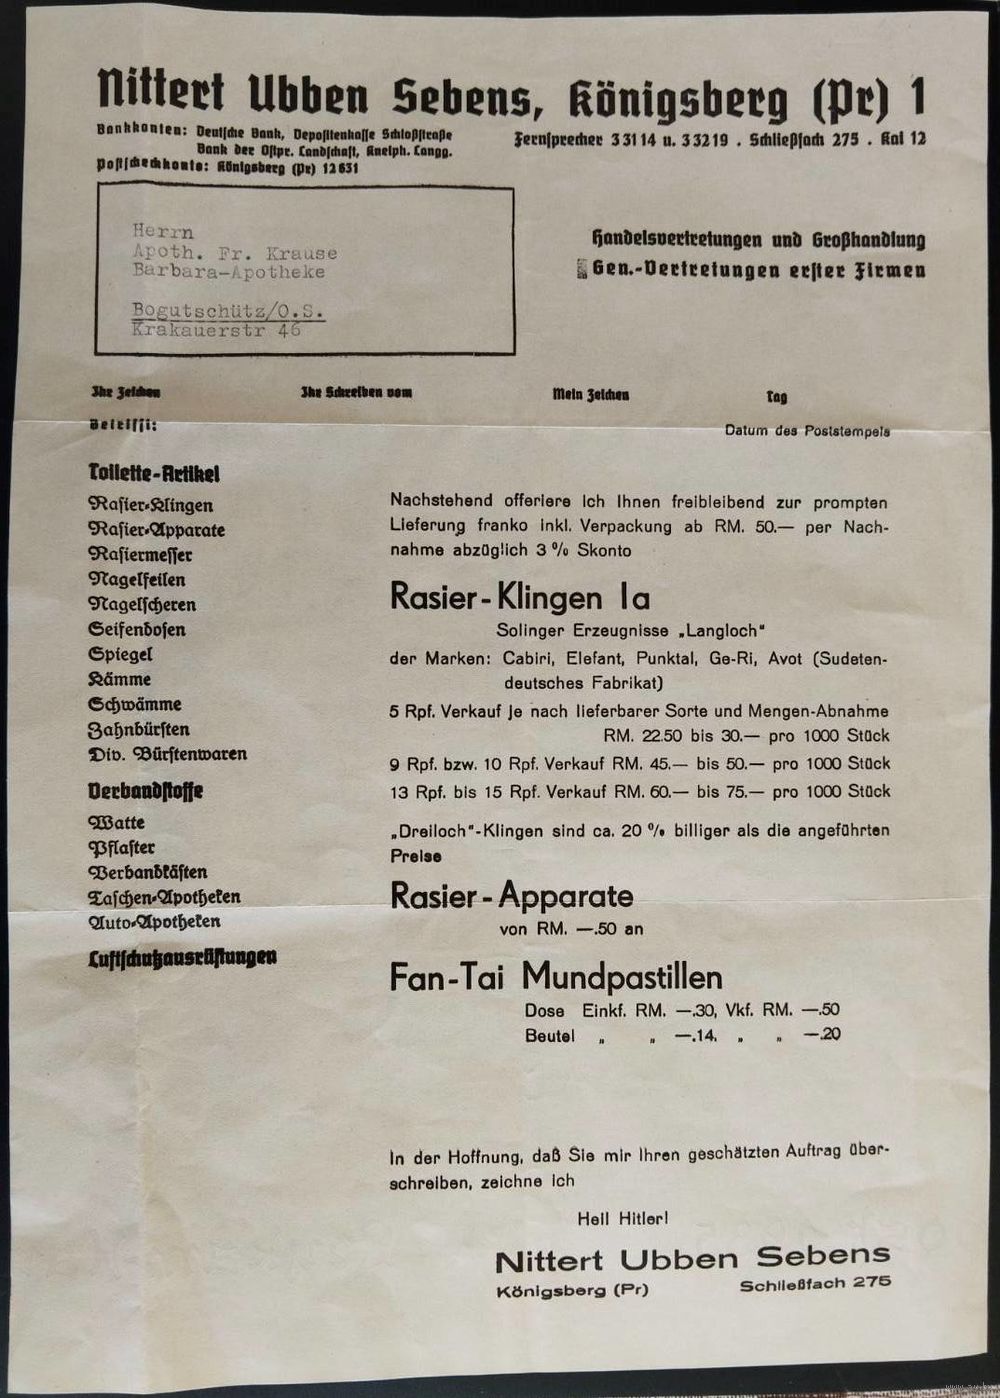 Nittert Ubben Sebens, Königsberg (Pr) 1
Bankkonten: Deutsche Bank, Depositenkasse Schloßstraße
Bank der Ostpr. Landschaft, Kneiph. Langg.
Postscheckkonto: Königsberg (Pr) 12631
Fernsprecher 33114 u. 33219 . Schließfach 275 . Kai 12
Herrn
Apoth. Fr. Krause
Barbara-Apotheke
Bogutschütz/O.S.
Krakauerstr 46
Handelsvertretungen und Großhandlung
Gen.-Vertretungen erster Firmen
Ihr Zeichen Ihr Schreiben vom Mein Zeichen Tag
Betrifft:
Datum des Poststempels
Toilette-Artikel
Rasier-Klingen
Rasier-Apparate
Rasiermesser
Nagelfeilen
Nagelscheren
Seifendosen
Spiegel
Kämme
Schwämme
Zahnbürsten
Div. Bürstenwaren
Verbandstoffe
Watte
Pflaster
Verbandkästen
Taschen-Apotheken
Auto-Apotheken
Luftschutzausrüstungen
Nachstehend offeriere ich Ihnen freibleibend zur prompten
Lieferung franko inkl. Verpackung ab RM. 50.— per Nach-
nahme abzüglich 3 % Skonto
Rasier-Klingen Ia
Solinger Erzeugnisse „Langloch"
der Marken: Cabiri, Elefant, Punktal, Ge-Ri, Avot (Sudeten-
deutsches Fabrikat)
5 Rpf. Verkauf je nach lieferbarer Sorte und Mengen-Abnahme
RM. 22.50 bis 30.— pro 1000 Stück
9 Rpf. bzw. 10 Rpf. Verkauf RM. 45.— bis 50.— pro 1000 Stück
13 Rpf. bis 15 Rpf. Verkauf RM. 60.— bis 75.— pro 1000 Stück
„Dreiloch"-Klingen sind ca. 20 % billiger als die angeführten
Preise
Rasier-Apparate
von RM. —.50 an
Fan-Tai Mundpastillen
Dose Einkf. RM. —.30, Vkf. RM. —.50
Beutel „ „ —.14, „ „ —.20
In der Hoffnung, daß Sie mir Ihren geschätzten Auftrag über-
schreiben, zeichne ich
Heil Hitler!
Nittert Ubben Sebens
Königsberg (Pr) Schließfach 275